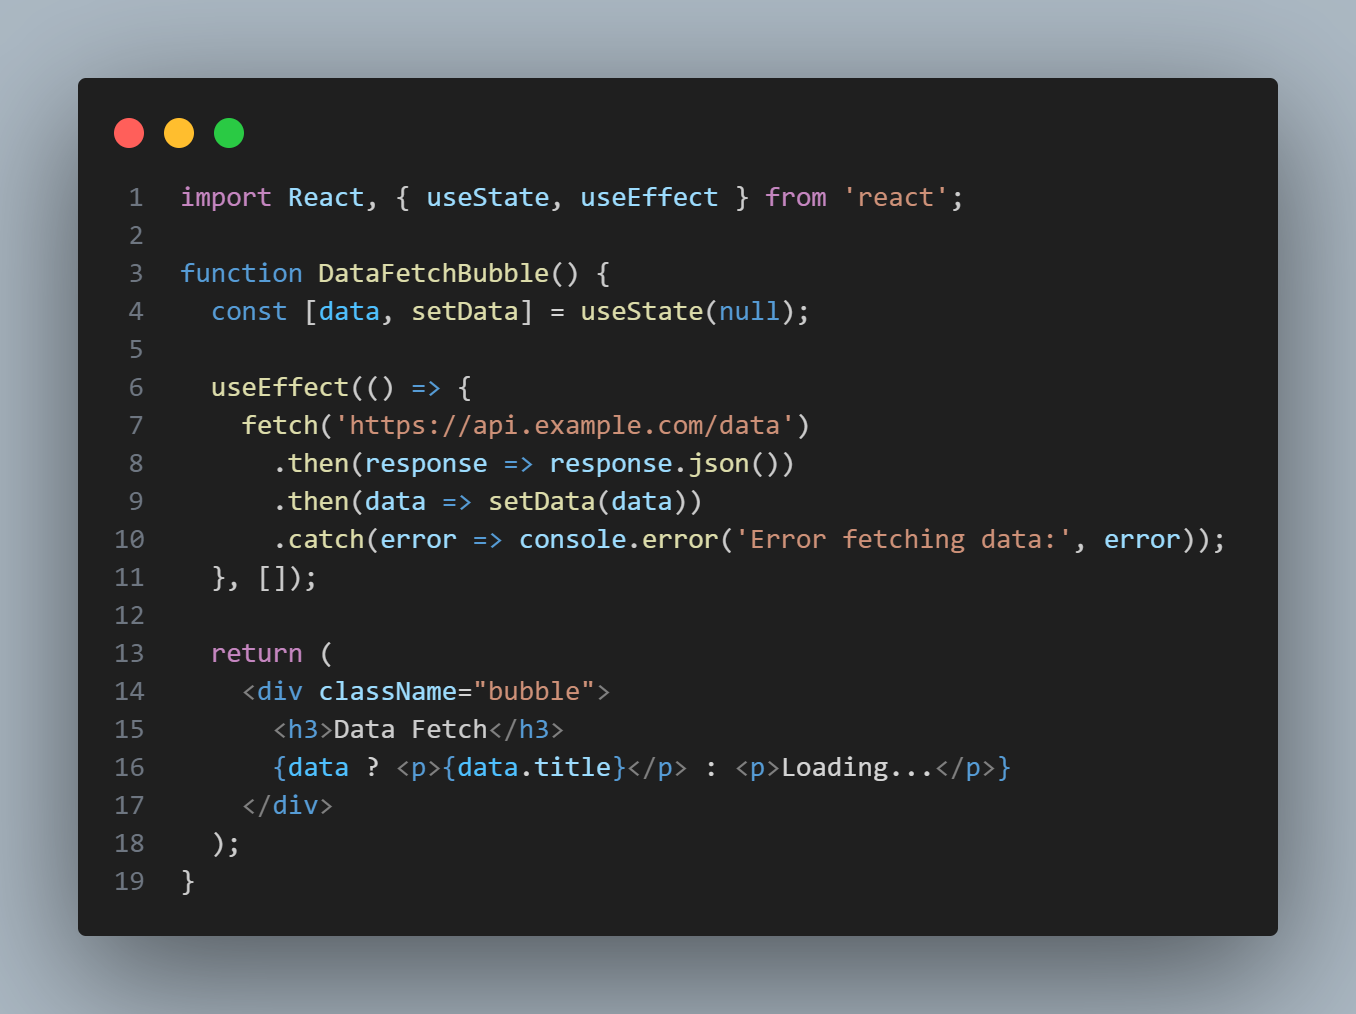 1 import React, { useState, useEffect } from 'react';
2
3 function DataFetchBubble() {
4   const [data, setData] = useState(null);
5
6   useEffect(() => {
7     fetch('https://api.example.com/data')
8       .then(response => response.json())
9       .then(data => setData(data))
10       .catch(error => console.error('Error fetching data:', error));
11   }, []);
12
13   return (
14     <div className="bubble">
15       <h3>Data Fetch</h3>
16       {data ? <p>{data.title}</p> : <p>Loading...</p>}
17     </div>
18   );
19 }